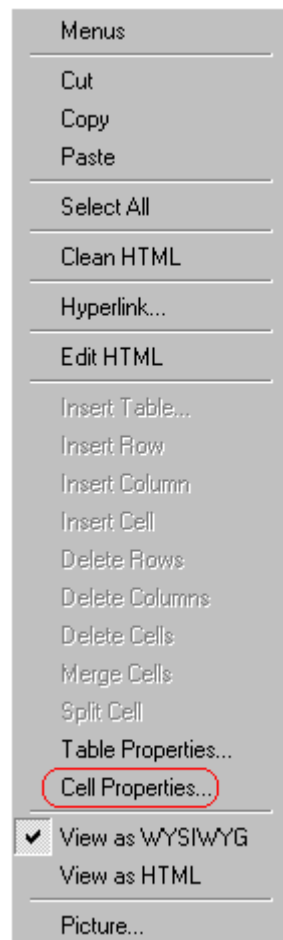 Menus
Cut
Copy
Paste
Select All
Clean HTML
Hyperlink...
Edit HTML
Insert Table...
Insert Row
Insert Column
Insert Cell
Delete Rows
Delete Columns
Delete Cells
Merge Cells
Split Cell
Table Properties...
Cell Properties...
View as WYSIWYG
View as HTML
Picture...